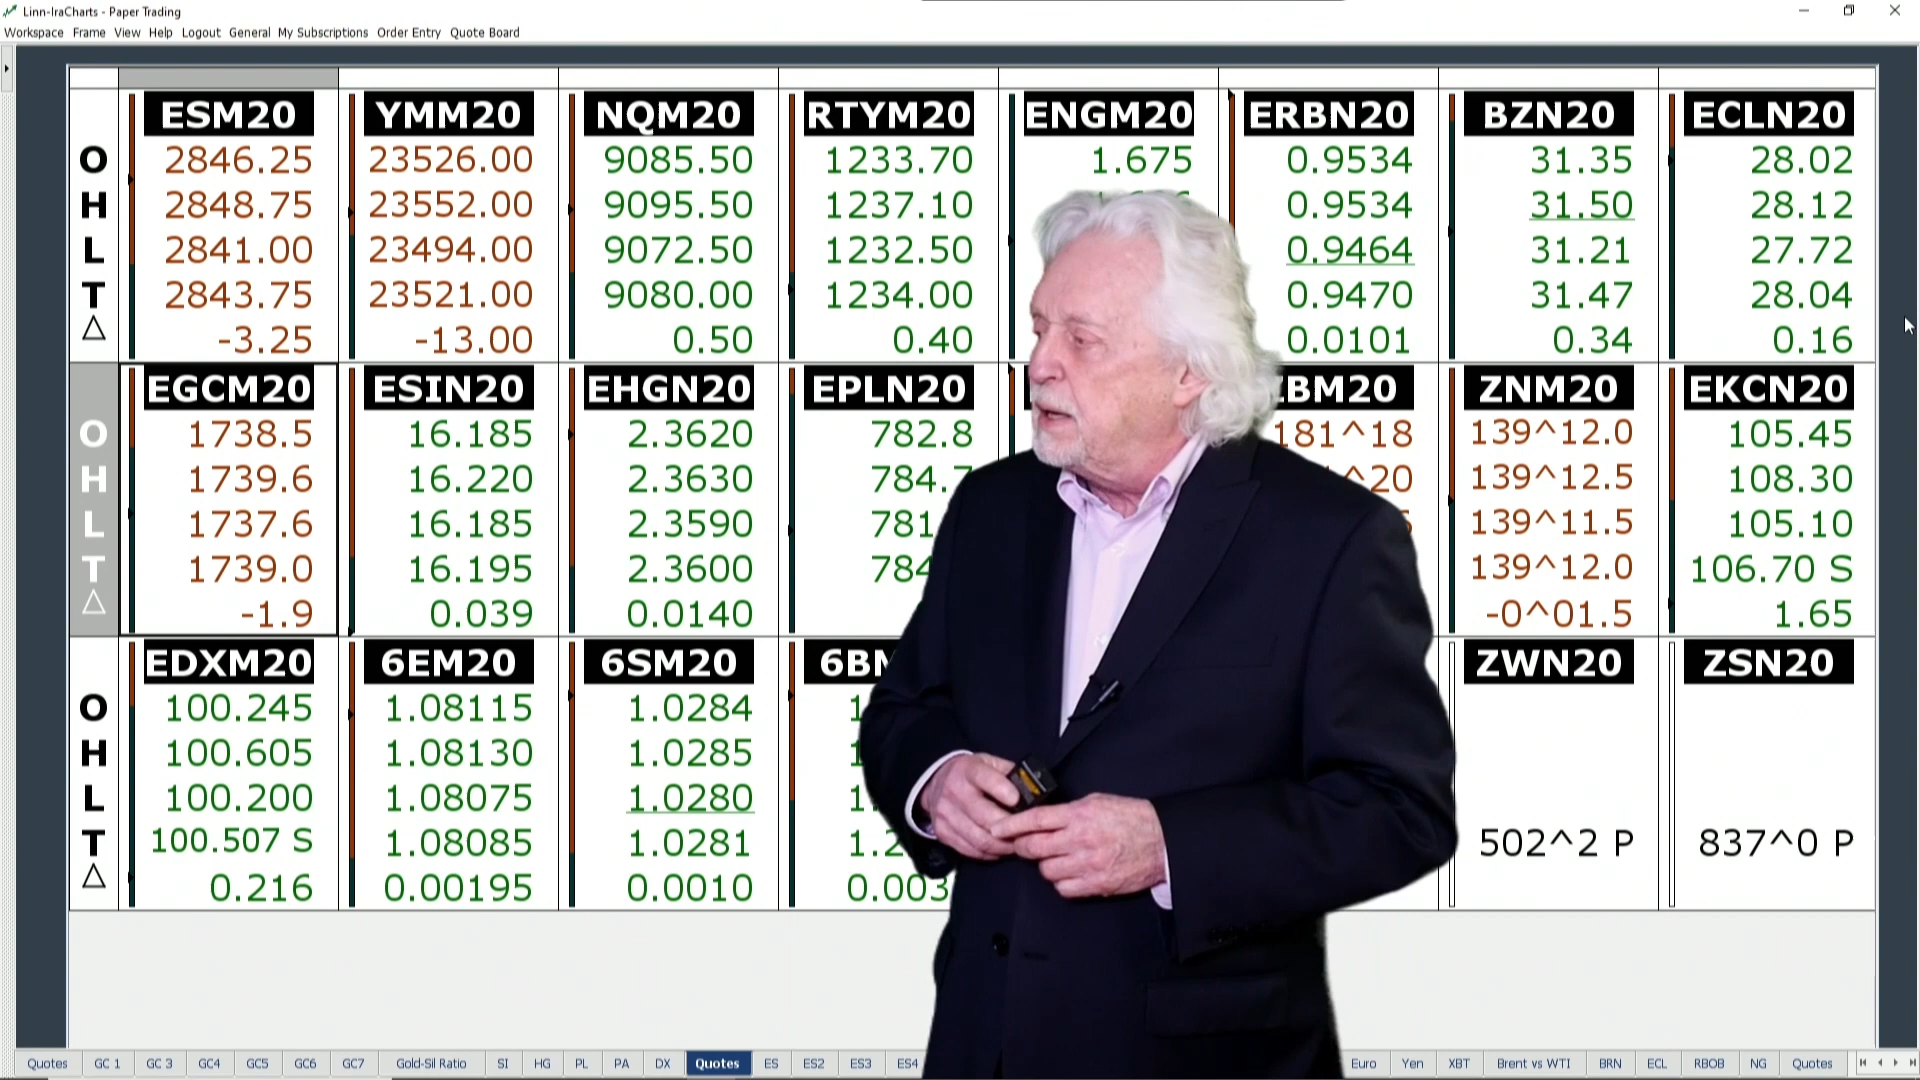 Linn-IraCharts - Paper Trading
Workspace Frame View Help Logout General My Subscriptions Order Entry Quote Board
ESM20 YMM20 NQM20 RTYM20 ENGM20 ERBN20 BZN20 ECLN20
O 2846.25 23526.00 9085.50 1233.70 1.675 0.9534 31.35 28.02
H 2848.75 23552.00 9095.50 1237.10 0.9534 31.50 28.12
L 2841.00 23494.00 9072.50 1232.50 0.9464 31.21 27.72
T 2843.75 23521.00 9080.00 1234.00 0.9470 31.47 28.04
△ -3.25 -13.00 0.50 0.40 0.0101 0.34 0.16
EGCM20 ESIN20 EHGN20 EPLN20 BM20 ZNM20 EKCN20
O 1738.5 16.185 2.3620 782.8 181^18 139^12.0 105.45
H 1739.6 16.220 2.3630 784. ^20 139^12.5 108.30
L 1737.6 16.185 2.3590 781 139^11.5 105.10
T 1739.0 16.195 2.3600 784 139^12.0 106.70 S
△ -1.9 0.039 0.0140 -0^01.5 1.65
EDXM20 6EM20 6SM20 6BM ZWN20 ZSN20
O 100.245 1.08115 1.0284 1
H 100.605 1.08130 1.0285
L 100.200 1.08075 1.0280 1.
T 100.507 S 1.08085 1.0281 1.2 502^2 P 837^0 P
△ 0.216 0.00195 0.0010 0.003
Quotes GC 1 GC 3 GC4 GC5 GC6 GC7 Gold-Sil Ratio SI HG PL PA DX Quotes ES ES2 ES3 ES4 Euro Yen XBT Brent vs WTI BRN ECL RBOB NG Quotes